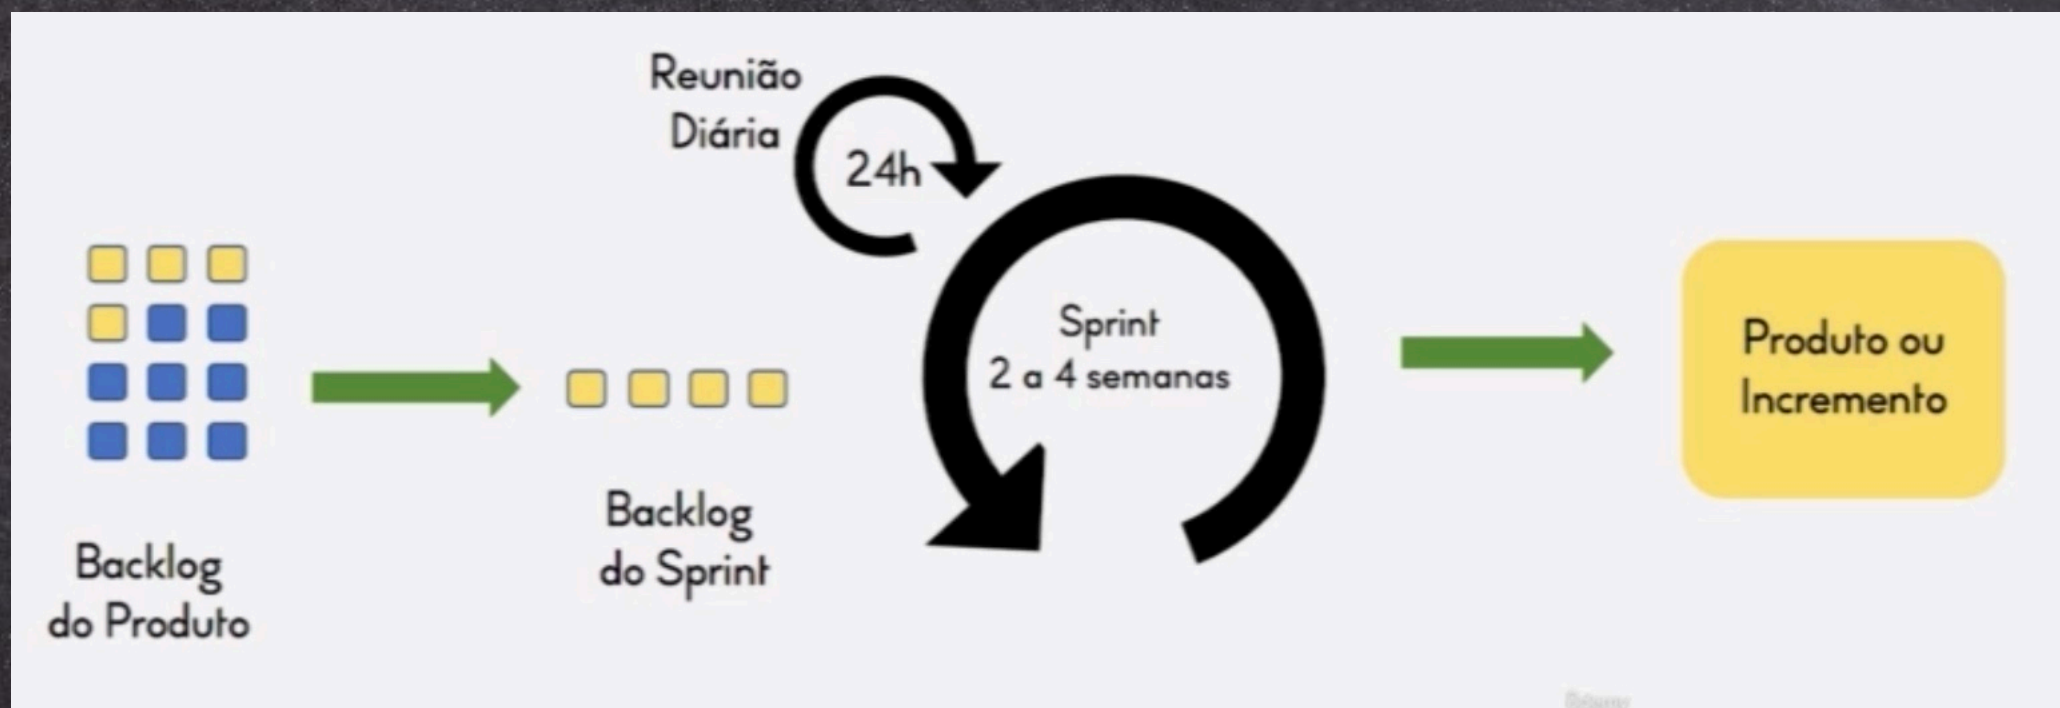 Reunião
Diária
24h
Sprint
2 a 4 semanas
Produto ou
Incremento
Backlog
do Sprint
Backlog
do Produto